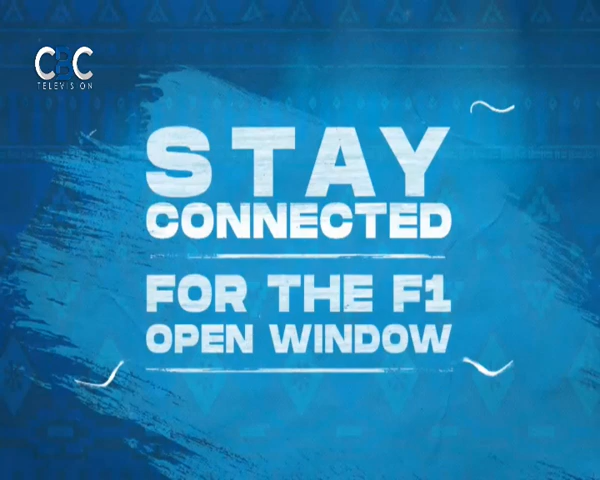 CBC
TELEVISION
STAY
CONNECTED
FOR THE F1
OPEN WINDOW